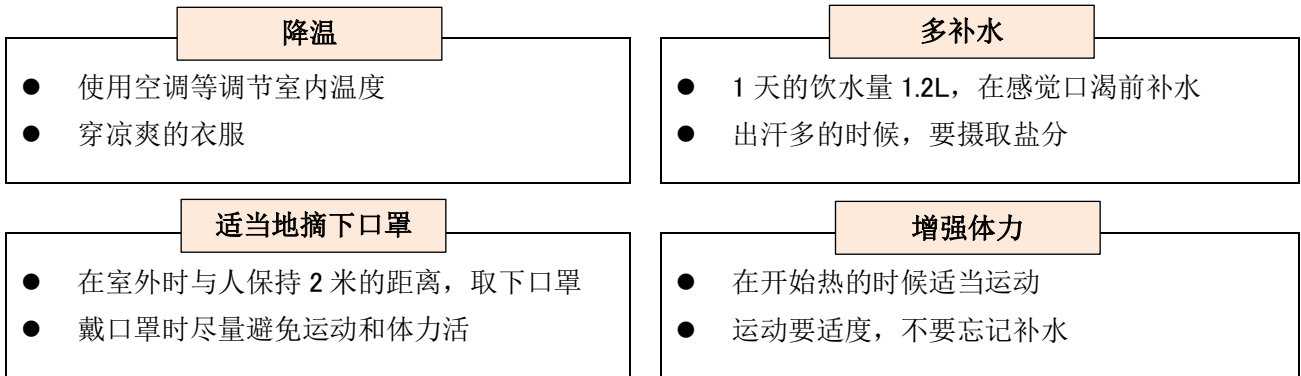 降温
● 使用空调等调节室内温度
● 穿凉爽的衣服
多补水
● 1 天的饮水量 1.2L，在感觉口渴前补水
● 出汗多的时候，要摄取盐分
适当地摘下口罩
● 在室外时与人保持 2 米的距离，取下口罩
● 戴口罩时尽量避免运动和体力活
增强体力
● 在开始热的时候适当运动
● 运动要适度，不要忘记补水